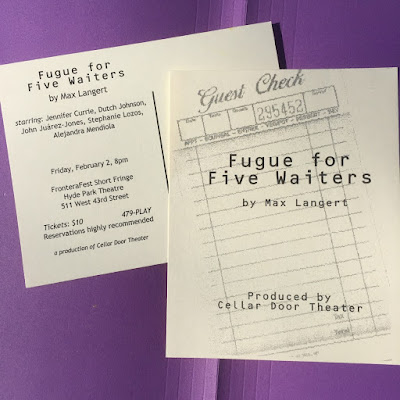 Fugue for
Five Waiters
by Max Langert
starring: Jennifer Currie, Dutch Johnson,
John Juárez-Jones, Stephanie Lozos,
Alejandra Mendiola
Friday, February 2, 8pm
FronteraFest Short Fringe
Hyde Park Theatre
511 West 43rd Street
Tickets: $10 479-PLAY
Reservations highly recommended
a production of Cellar Door Theater
Guest Check
295452
Fugue for
Five Waiters
by Max Langert
Produced by
Cellar Door Theater
Tax
Total